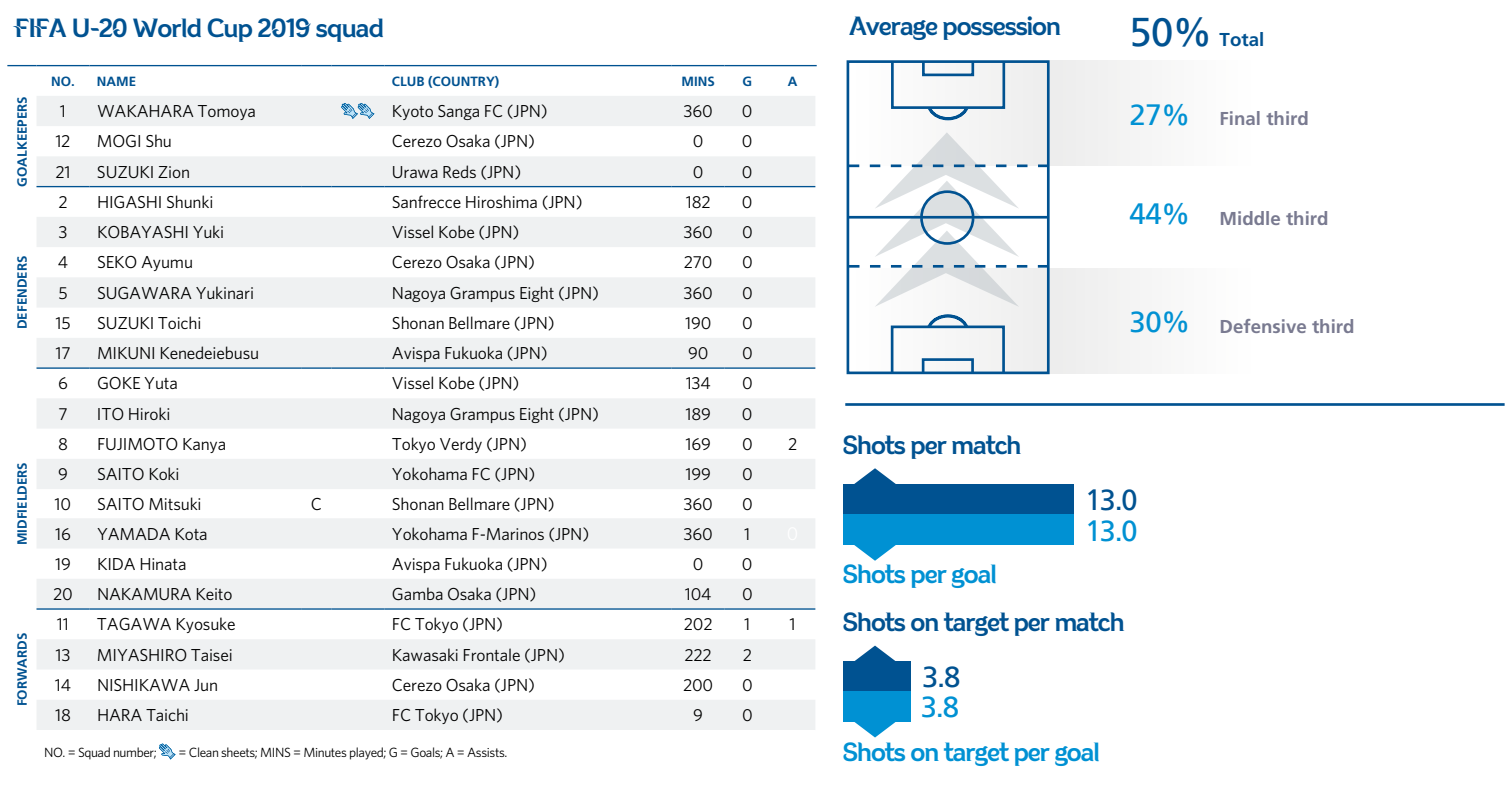 FIFA U-20 World Cup 2019 squad
NO. NAME CLUB (COUNTRY) MINS G A
GOALKEEPERS
1 WAKAHARA Tomoya Kyoto Sanga FC (JPN) 360 0
12 MOGI Shu Cerezo Osaka (JPN) 0 0
21 SUZUKI Zion Urawa Reds (JPN) 0 0
DEFENDERS
2 HIGASHI Shunki Sanfrecce Hiroshima (JPN) 182 0
3 KOBAYASHI Yuki Vissel Kobe (JPN) 360 0
4 SEKO Ayumu Cerezo Osaka (JPN) 270 0
5 SUGAWARA Yukinari Nagoya Grampus Eight (JPN) 360 0
15 SUZUKI Toichi Shonan Bellmare (JPN) 190 0
17 MIKUNI Kenedeiebusu Avispa Fukuoka (JPN) 90 0
MIDFIELDERS
6 GOKE Yuta Vissel Kobe (JPN) 134 0
7 ITO Hiroki Nagoya Grampus Eight (JPN) 189 0
8 FUJIMOTO Kanya Tokyo Verdy (JPN) 169 0 2
9 SAITO Koki Yokohama FC (JPN) 199 0
10 SAITO Mitsuki C Shonan Bellmare (JPN) 360 0
16 YAMADA Kota Yokohama F-Marinos (JPN) 360 1 0
19 KIDA Hinata Avispa Fukuoka (JPN) 0 0
20 NAKAMURA Keito Gamba Osaka (JPN) 104 0
FORWARDS
11 TAGAWA Kyosuke FC Tokyo (JPN) 202 1 1
13 MIYASHIRO Taisei Kawasaki Frontale (JPN) 222 2
14 NISHIKAWA Jun Cerezo Osaka (JPN) 200 0
18 HARA Taichi FC Tokyo (JPN) 9 0
NO. = Squad number; = Clean sheets; MINS = Minutes played; G = Goals; A = Assists.
Average possession 50% Total
27% Final third
44% Middle third
30% Defensive third
Shots per match
13.0
13.0
Shots per goal
Shots on target per match
3.8
3.8
Shots on target per goal